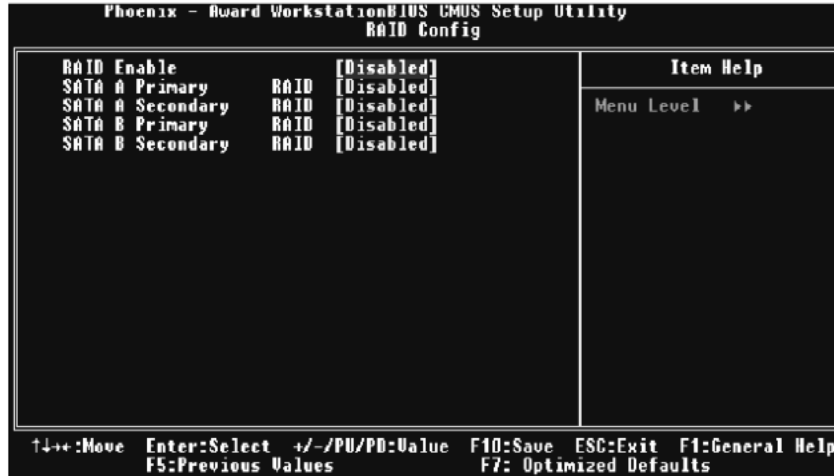 Phoenix - Award WorkstationBIOS CMOS Setup Utility
RAID Config
RAID Enable [Disabled]
SATA A Primary RAID [Disabled]
SATA A Secondary RAID [Disabled]
SATA B Primary RAID [Disabled]
SATA B Secondary RAID [Disabled]
Item Help
Menu Level ▸▸
↑↓→←:Move Enter:Select +/-/PU/PD:Value F10:Save ESC:Exit F1:General Help
F5:Previous Values F7: Optimized Defaults